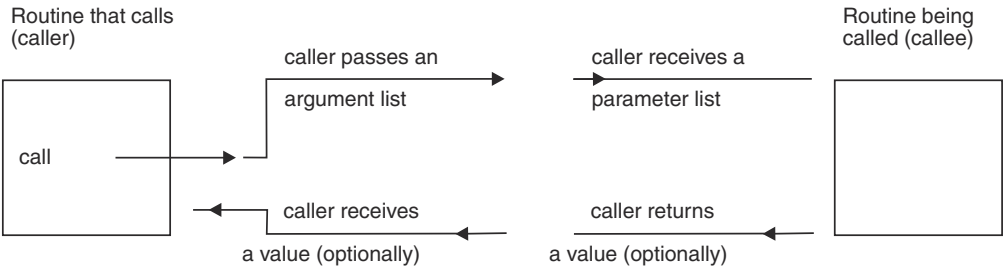 Routine that calls
(caller)
Routine being
called (callee)
caller passes an
argument list
caller receives a
parameter list
call
caller receives
a value (optionally)
caller returns
a value (optionally)